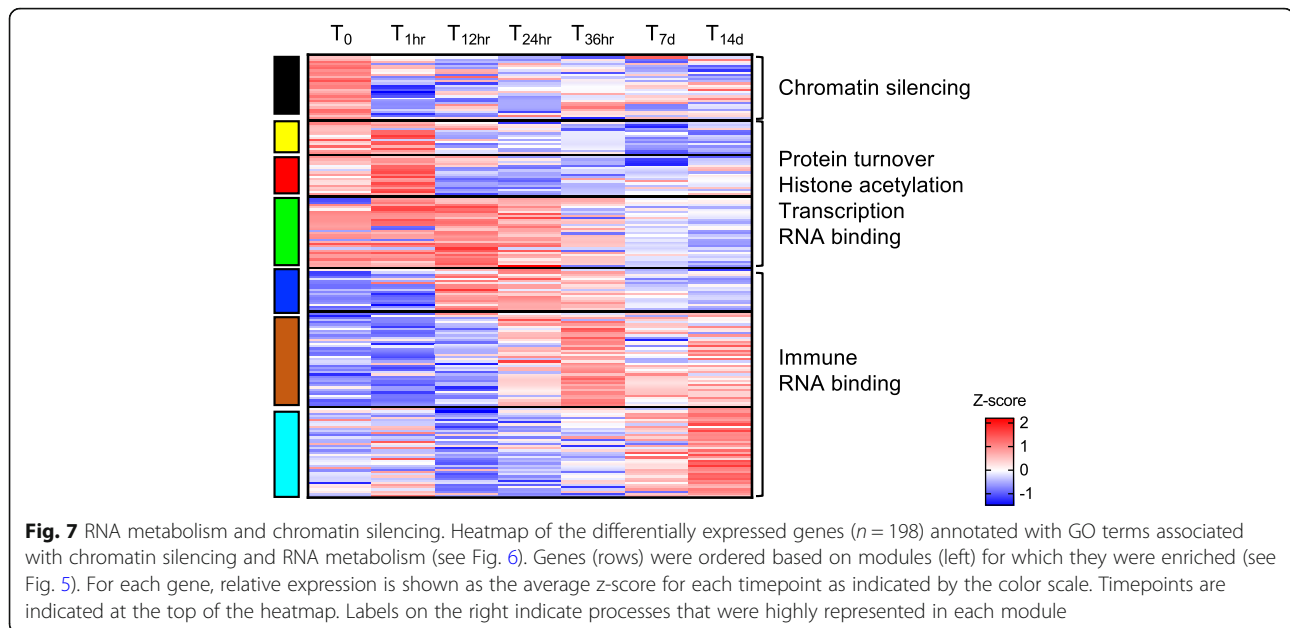 T0 T1hr T12hr T24hr T36hr T7d T14d
Chromatin silencing
Protein turnover
Histone acetylation
Transcription
RNA binding
Immune
RNA binding
Z-score
2
1
0
-1
Fig. 7 RNA metabolism and chromatin silencing. Heatmap of the differentially expressed genes (n = 198) annotated with GO terms associated
with chromatin silencing and RNA metabolism (see Fig. 6). Genes (rows) were ordered based on modules (left) for which they were enriched (see
Fig. 5). For each gene, relative expression is shown as the average z-score for each timepoint as indicated by the color scale. Timepoints are
indicated at the top of the heatmap. Labels on the right indicate processes that were highly represented in each module